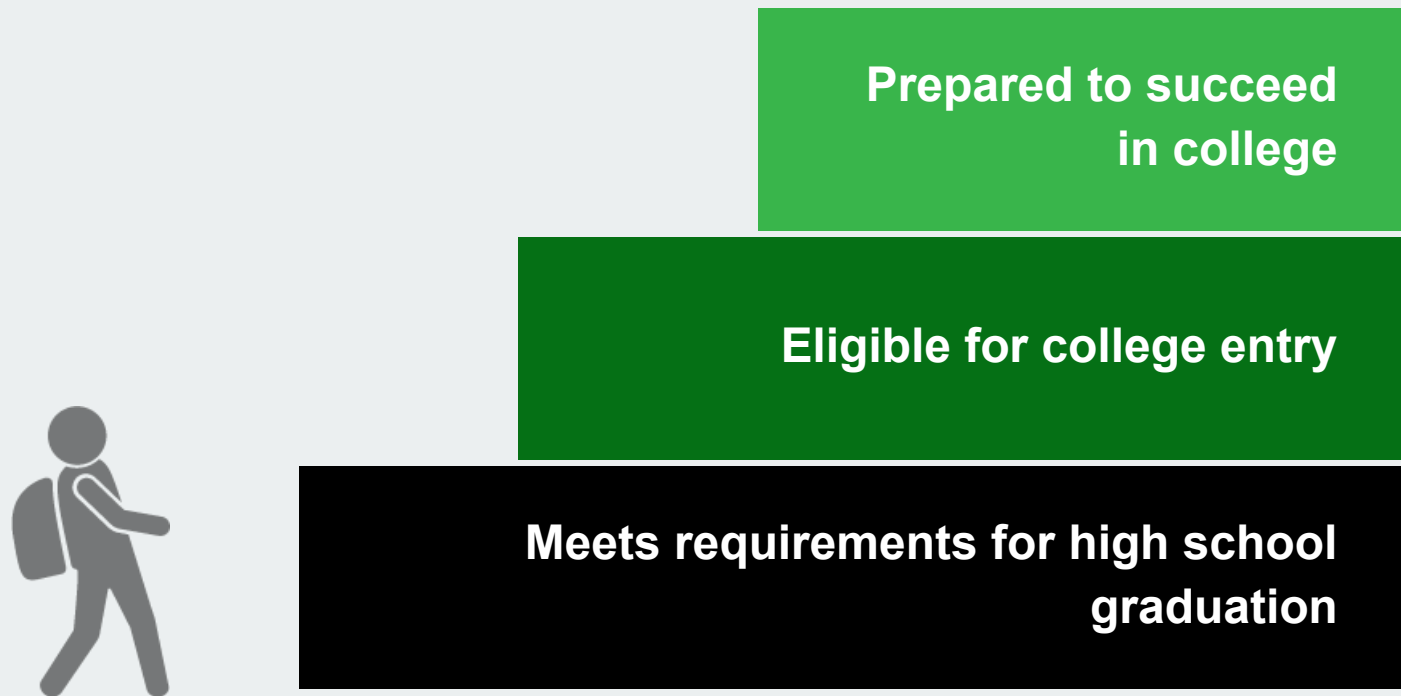 Prepared to succeed
in college
Eligible for college entry
Meets requirements for high school
graduation